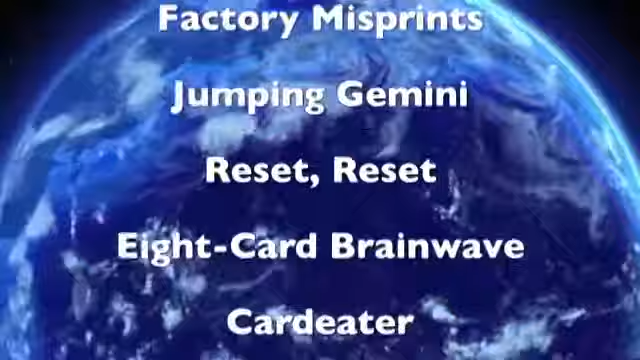 Factory Misprints
Jumping Gemini
Reset, Reset
Eight-Card Brainwave
Cardeater